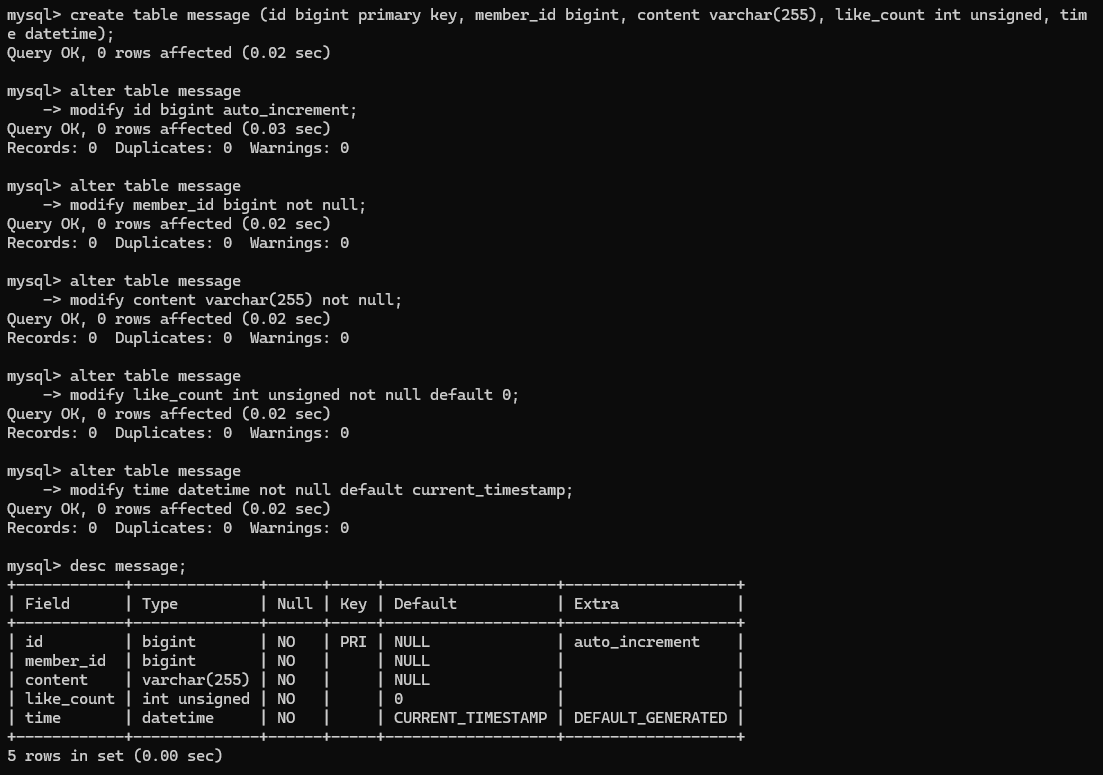 mysql> create table message (id bigint primary key, member_id bigint, content varchar(255), like_count int unsigned, tim
e datetime);
Query OK, 0 rows affected (0.02 sec)
mysql> alter table message
    -> modify id bigint auto_increment;
Query OK, 0 rows affected (0.03 sec)
Records: 0  Duplicates: 0  Warnings: 0
mysql> alter table message
    -> modify member_id bigint not null;
Query OK, 0 rows affected (0.02 sec)
Records: 0  Duplicates: 0  Warnings: 0
mysql> alter table message
    -> modify content varchar(255) not null;
Query OK, 0 rows affected (0.02 sec)
Records: 0  Duplicates: 0  Warnings: 0
mysql> alter table message
    -> modify like_count int unsigned not null default 0;
Query OK, 0 rows affected (0.02 sec)
Records: 0  Duplicates: 0  Warnings: 0
mysql> alter table message
    -> modify time datetime not null default current_timestamp;
Query OK, 0 rows affected (0.02 sec)
Records: 0  Duplicates: 0  Warnings: 0
mysql> desc message;
+------------+--------------+------+-----+-------------------+-------------------+
| Field      | Type         | Null | Key | Default           | Extra             |
+------------+--------------+------+-----+-------------------+-------------------+
| id         | bigint       | NO   | PRI | NULL              | auto_increment    |
| member_id  | bigint       | NO   |     | NULL              |                   |
| content    | varchar(255) | NO   |     | NULL              |                   |
| like_count | int unsigned | NO   |     | 0                 |                   |
| time       | datetime     | NO   |     | CURRENT_TIMESTAMP | DEFAULT_GENERATED |
+------------+--------------+------+-----+-------------------+-------------------+
5 rows in set (0.00 sec)